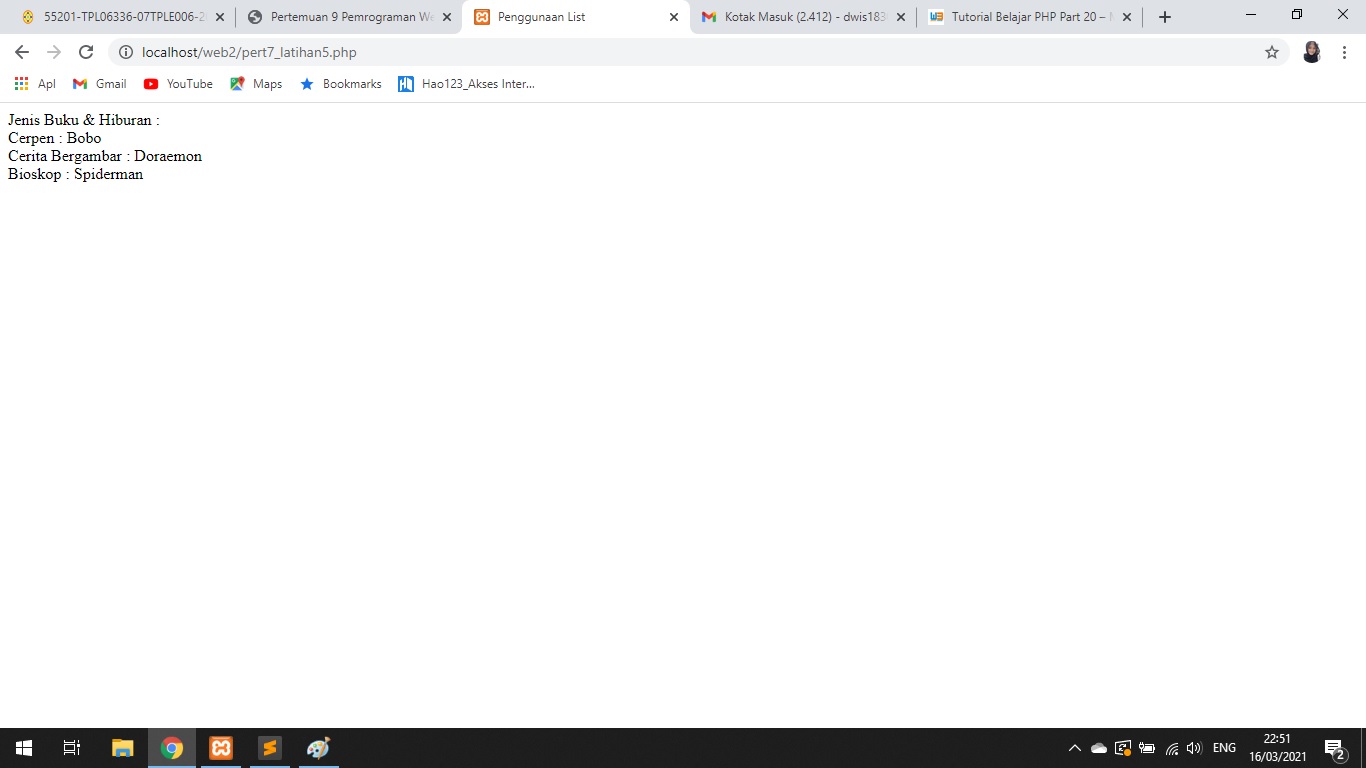 55201-TPL06336-07TPLE006-2
Pertemuan 9 Pemrograman We
Penggunaan List
Kotak Masuk (2.412) - dwis183
Tutorial Belajar PHP Part 20 –
localhost/web2/pert7_latihan5.php
Apl
Gmail
YouTube
Maps
Bookmarks
Hao123_Akses Inter...
Jenis Buku & Hiburan :
Cerpen : Bobo
Cerita Bergambar : Doraemon
Bioskop : Spiderman
ENG
22:51
16/03/2021
2